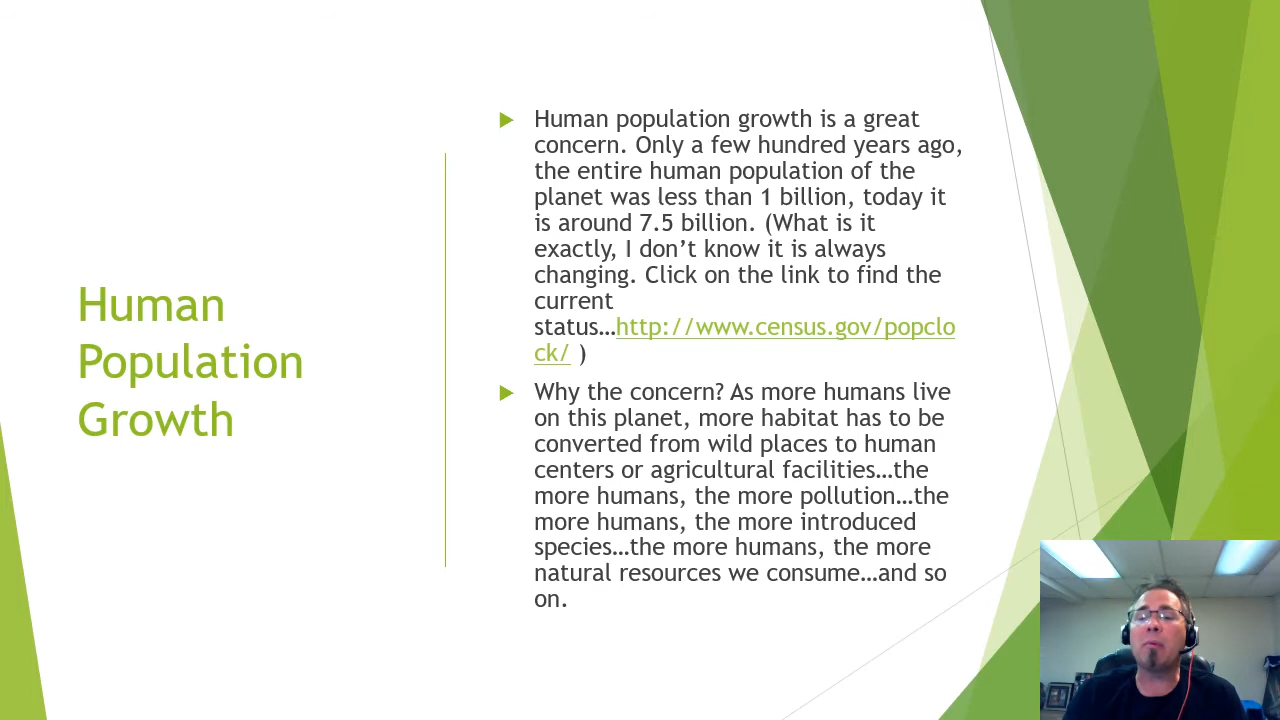 Human
Population
Growth
Human population growth is a great
concern. Only a few hundred years ago,
the entire human population of the
planet was less than 1 billion, today it
is around 7.5 billion. (What is it
exactly, I don’t know it is always
changing. Click on the link to find the
current
status…http://www.census.gov/popclo
ck/ )
Why the concern? As more humans live
on this planet, more habitat has to be
converted from wild places to human
centers or agricultural facilities…the
more humans, the more pollution…the
more humans, the more introduced
species…the more humans, the more
natural resources we consume…and so
on.